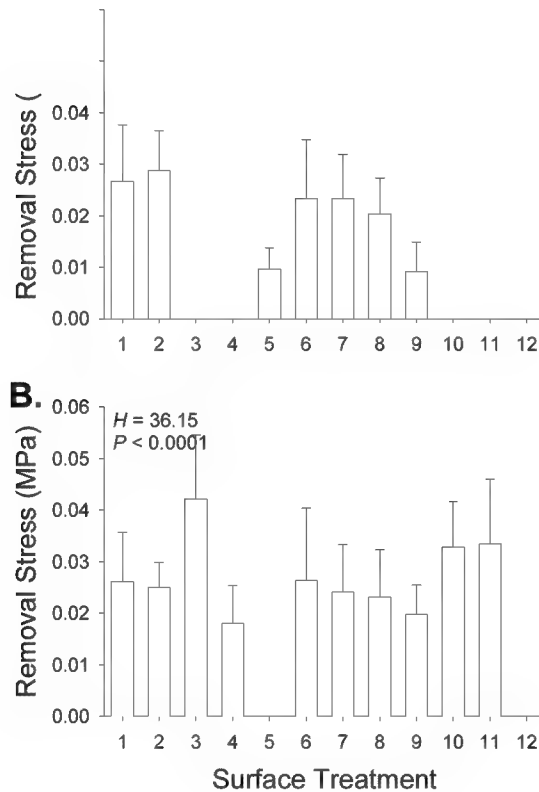 Removal Stress (
0.04
0.03
0.02
0.01
0.00
1 2 3 4 5 6 7 8 9 10 11 12
B.
Removal Stress (MPa)
0.06
0.05
0.04
0.03
0.02
0.01
0.00
H = 36.15
P < 0.0001
1 2 3 4 5 6 7 8 9 10 11 12
Surface Treatment